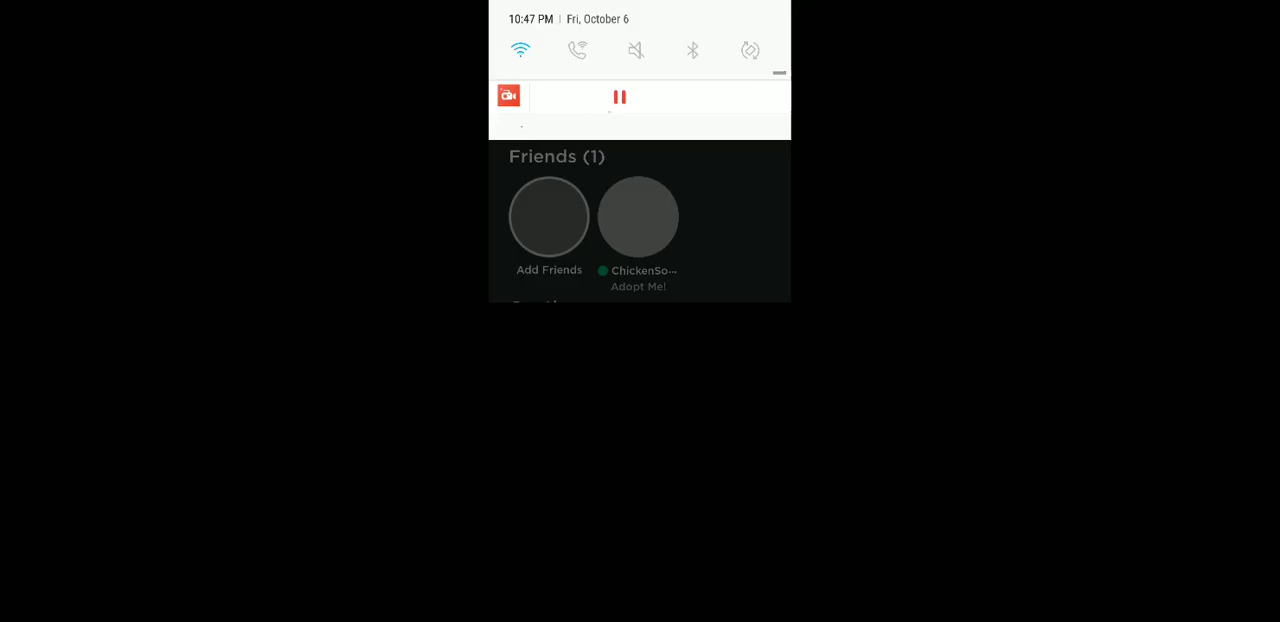 10:47 PM | Fri, October 6
Friends (1)
Add Friends
ChickenSo...
Adopt Me!